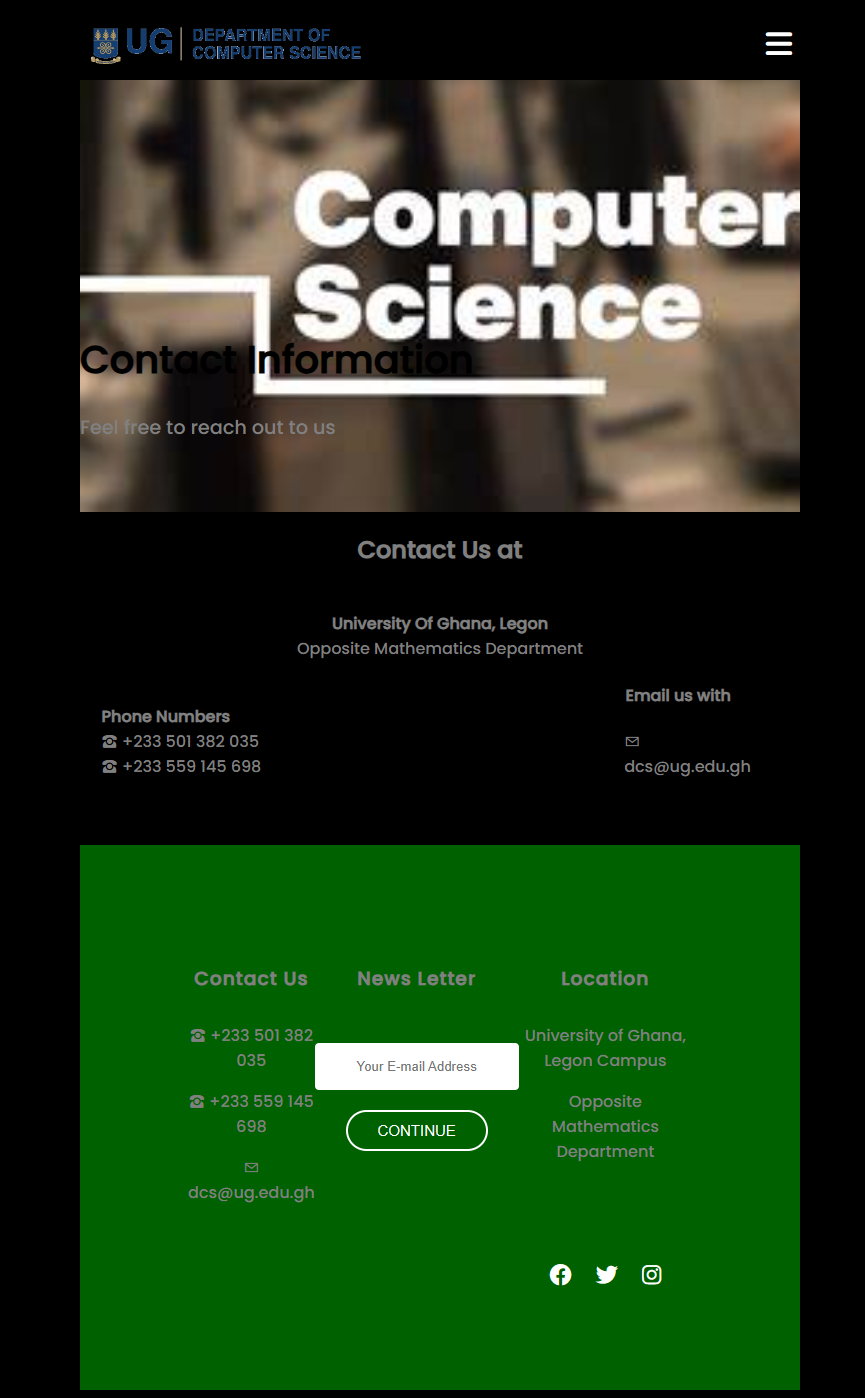 UG
DEPARTMENT OF
COMPUTER SCIENCE
Computer
Science
Contact Information
Feel free to reach out to us
Contact Us at
University Of Ghana, Legon
Opposite Mathematics Department
Phone Numbers
☎ +233 501 382 035
☎ +233 559 145 698
Email us with
dcs@ug.edu.gh
Contact Us
☎ +233 501 382
035
☎ +233 559 145
698
dcs@ug.edu.gh
News Letter
Your E-mail Address
CONTINUE
Location
University of Ghana,
Legon Campus
Opposite
Mathematics
Department